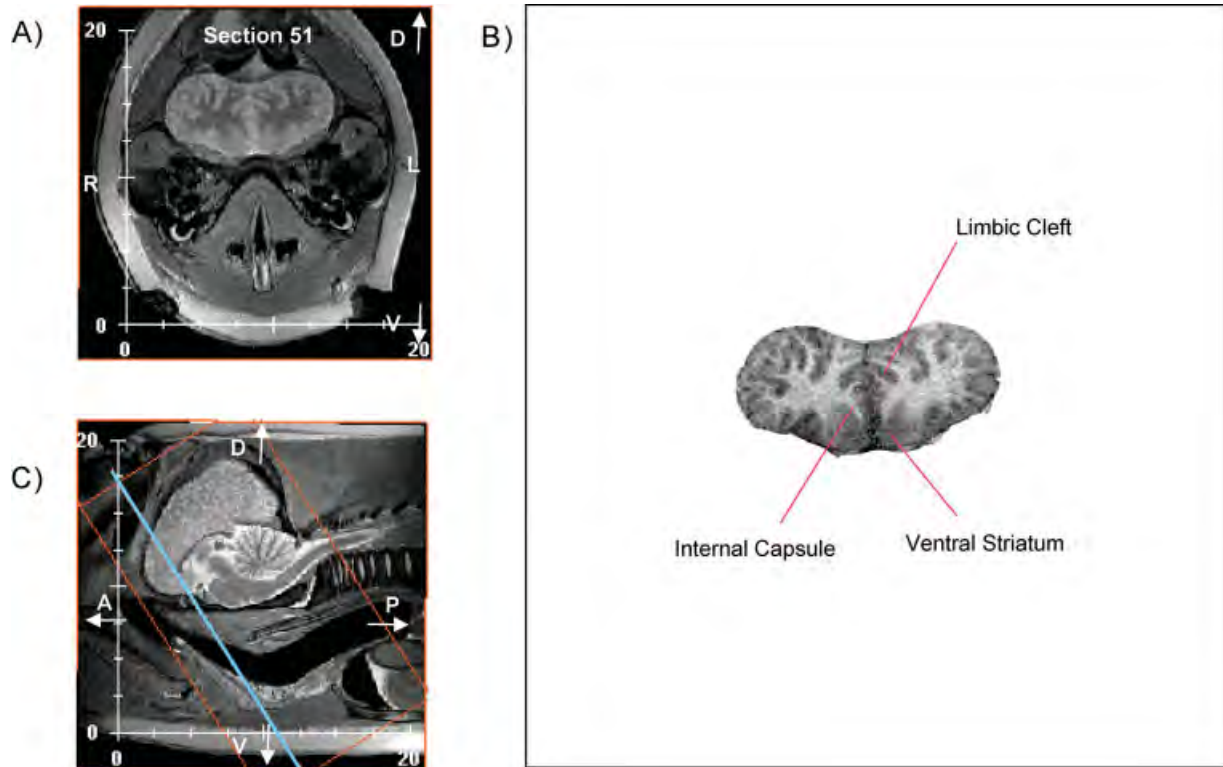 A)
20
Section 51
D
R
L
V
0
0
20
B)
Limbic Cleft
Internal Capsule
Ventral Striatum
C)
20
D
A
P
0
V
0
20